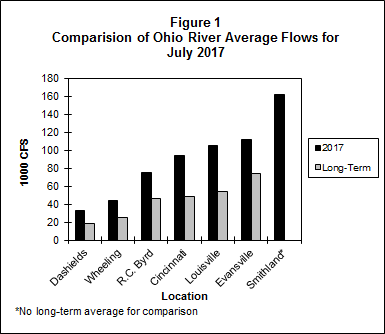 Figure 1
Comparision of Ohio River Average Flows for
July 2017
180
160
140
120
100
80
60
40
20
0
1000 CFS
Dashields
Wheeling
R.C. Byrd
Cincinnati
Louisville
Evansville
Smithland*
Location
2017
Long-Term
*No long-term average for comparison